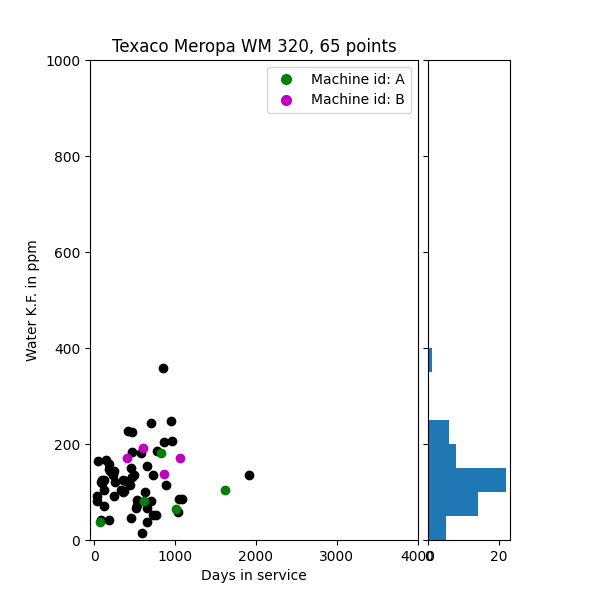 Texaco Meropa WM 320, 65 points
Machine id: A
Machine id: B
Water K.F. in ppm
1000
800
600
400
200
0
0 1000 2000 3000 4000
0 20
Days in service